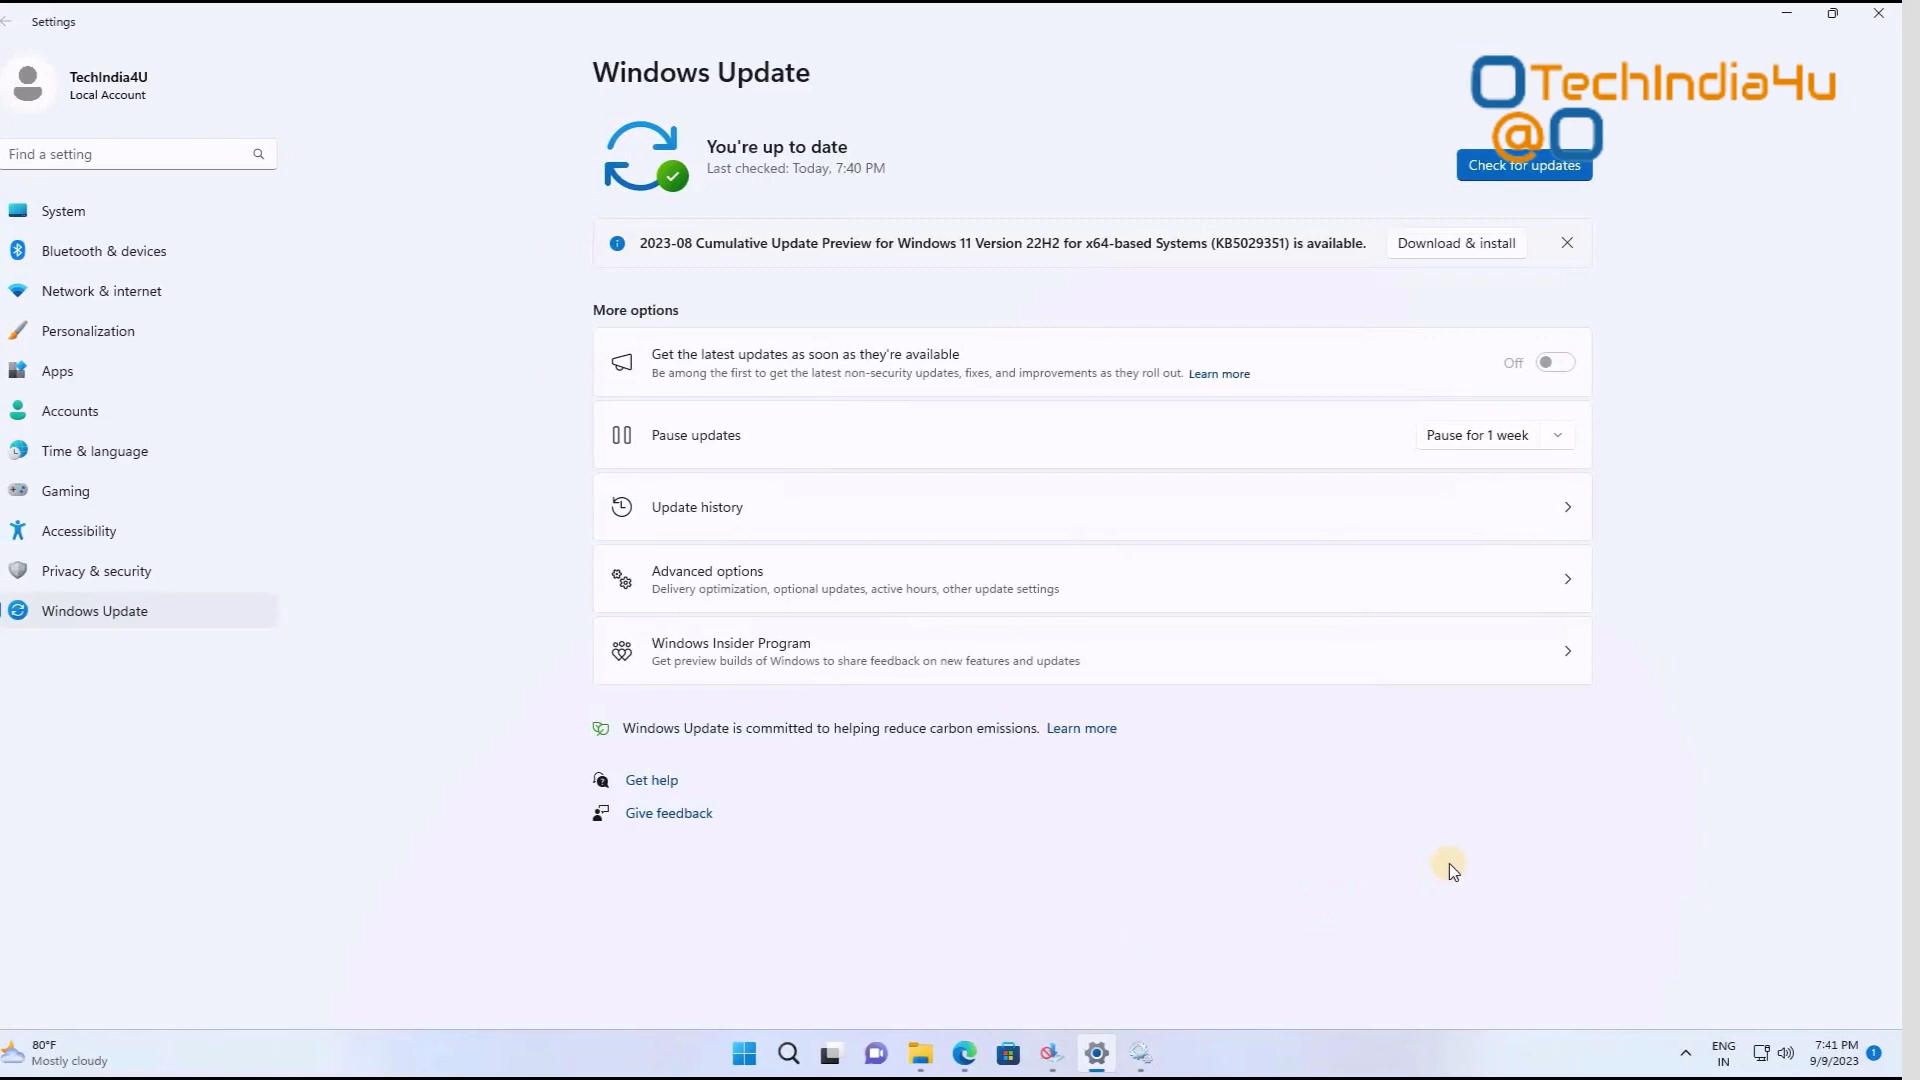 Settings
TechIndia4U
Local Account
Find a setting
System
Bluetooth & devices
Network & internet
Personalization
Apps
Accounts
Time & language
Gaming
Accessibility
Privacy & security
Windows Update
Windows Update
You're up to date
Last checked: Today, 7:40 PM
TechIndia4u
@
Check for updates
2023-08 Cumulative Update Preview for Windows 11 Version 22H2 for x64-based Systems (KB5029351) is available.
Download & install
More options
Get the latest updates as soon as they're available
Be among the first to get the latest non-security updates, fixes, and improvements as they roll out. Learn more
Off
Pause updates
Pause for 1 week
Update history
Advanced options
Delivery optimization, optional updates, active hours, other update settings
Windows Insider Program
Get preview builds of Windows to share feedback on new features and updates
Windows Update is committed to helping reduce carbon emissions. Learn more
Get help
Give feedback
80°F
Mostly cloudy
ENG
IN
7:41 PM
9/9/2023
1